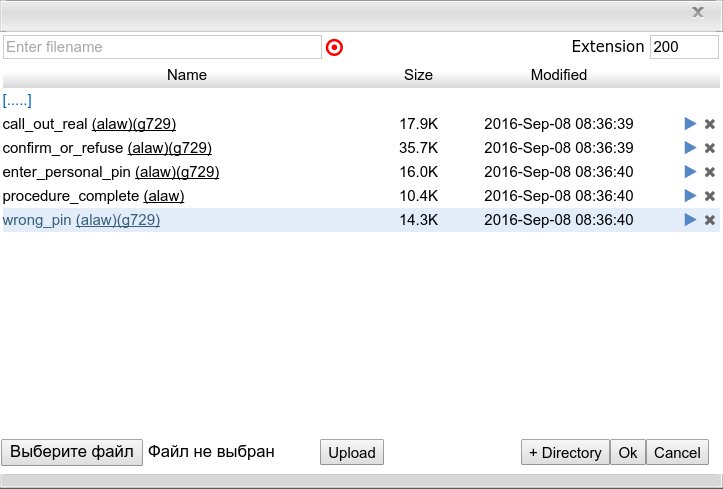 Enter filename Extension 200
Name Size Modified
[.....]
call_out_real (alaw)(g729) 17.9K 2016-Sep-08 08:36:39
confirm_or_refuse (alaw)(g729) 35.7K 2016-Sep-08 08:36:39
enter_personal_pin (alaw)(g729) 16.0K 2016-Sep-08 08:36:40
procedure_complete (alaw) 10.4K 2016-Sep-08 08:36:40
wrong_pin (alaw)(g729) 14.3K 2016-Sep-08 08:36:40
Выберите файл Файл не выбран Upload + Directory Ok Cancel